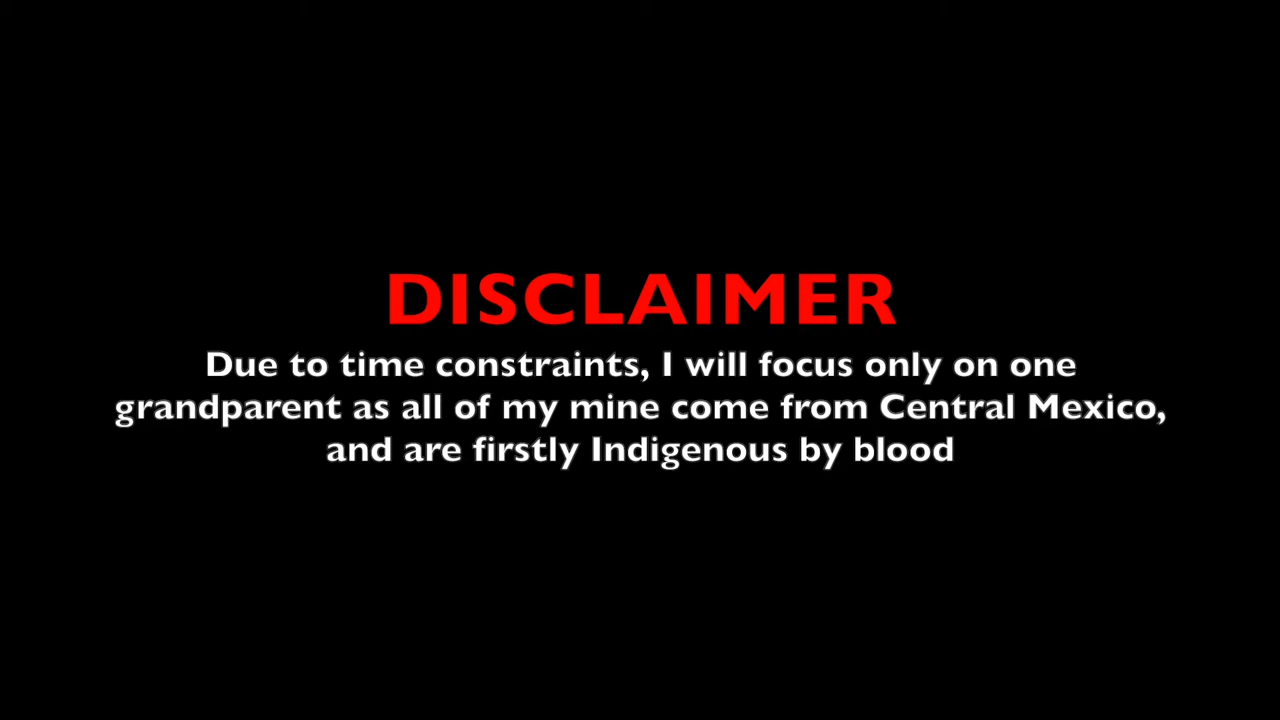 DISCLAIMER
Due to time constraints, I will focus only on one
grandparent as all of my mine come from Central Mexico,
and are firstly Indigenous by blood